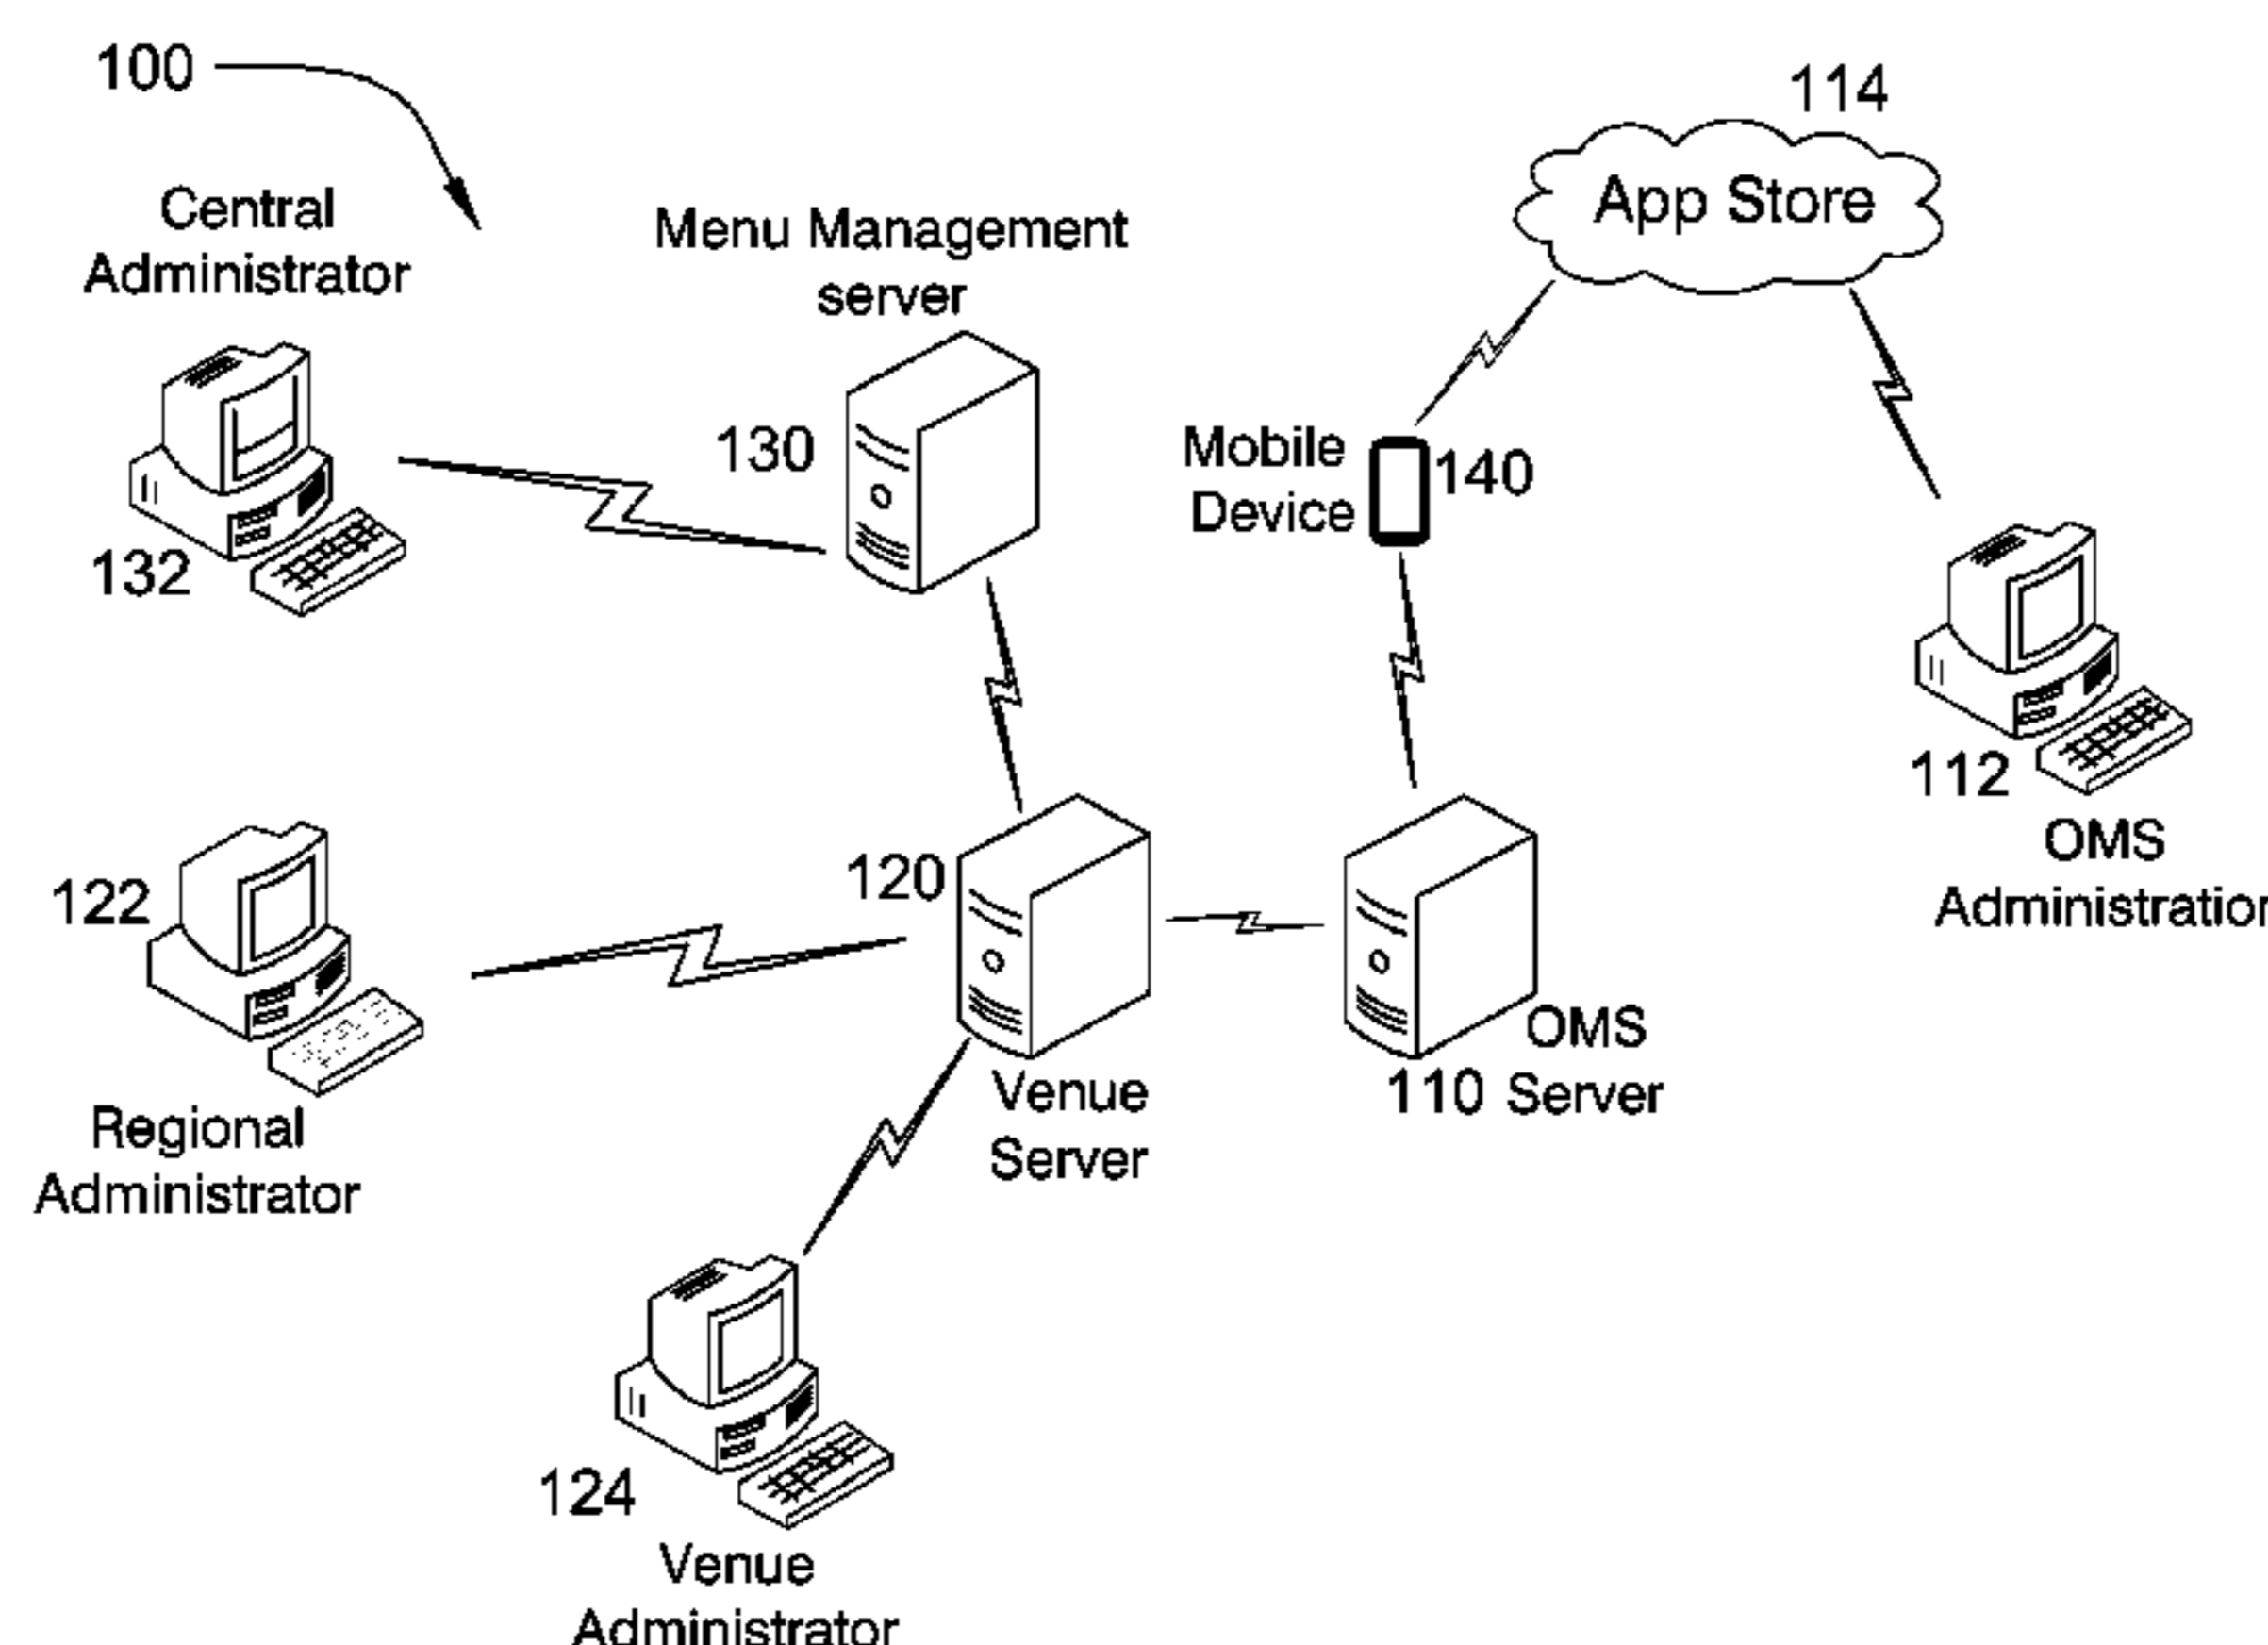 100
114
App Store
Central
Administrator
Menu Management
server
130
Mobile
Device
140
132
112
OMS
Administration
122
120
Regional
Administrator
Venue
Server
OMS
110 Server
124
Venue
Administrator